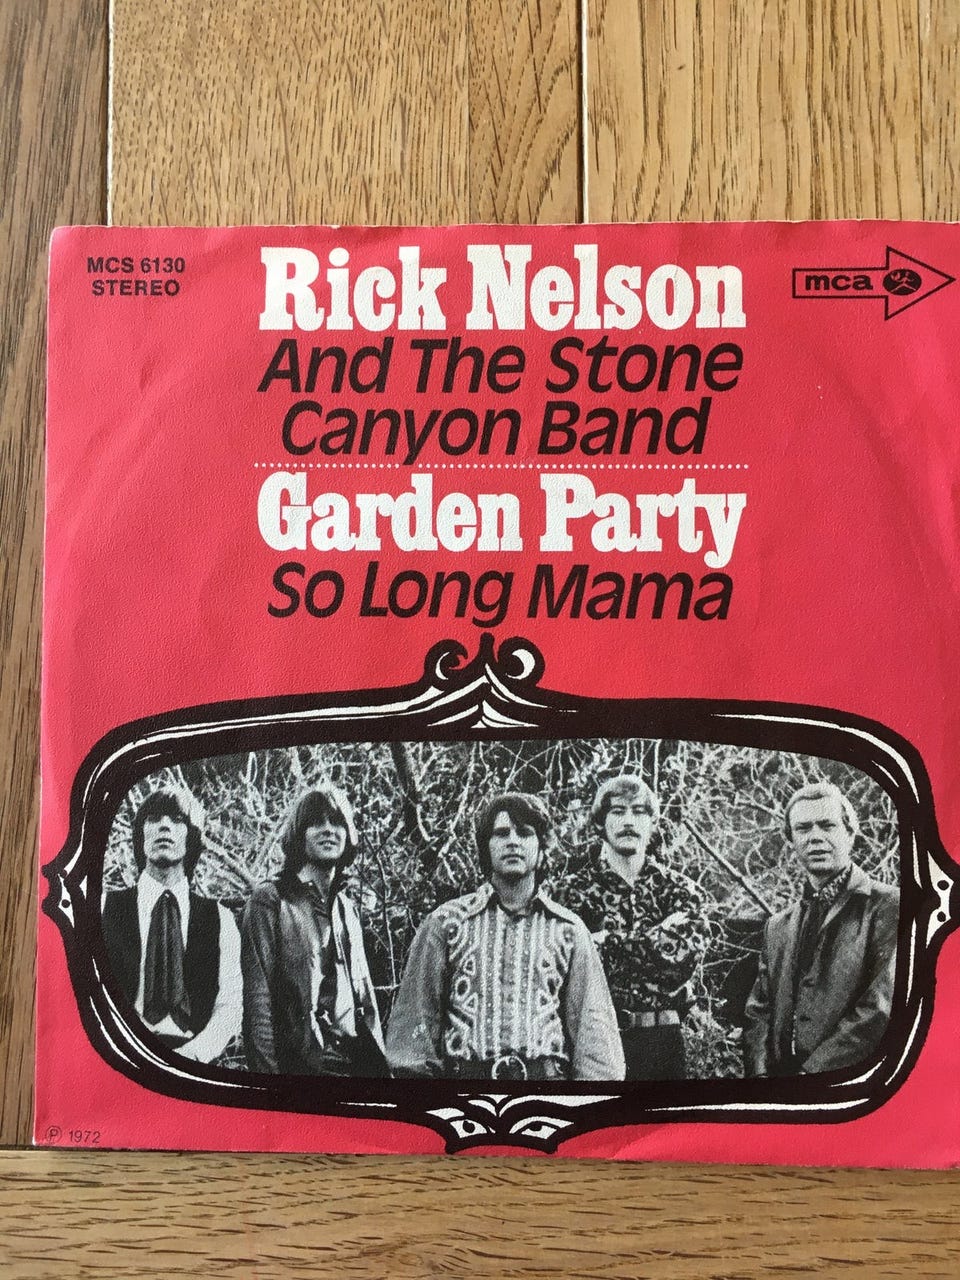 MCS 6130
STEREO
Rick Nelson
mca
And The Stone
Canyon Band
Garden Party
So Long Mama
℗ 1972